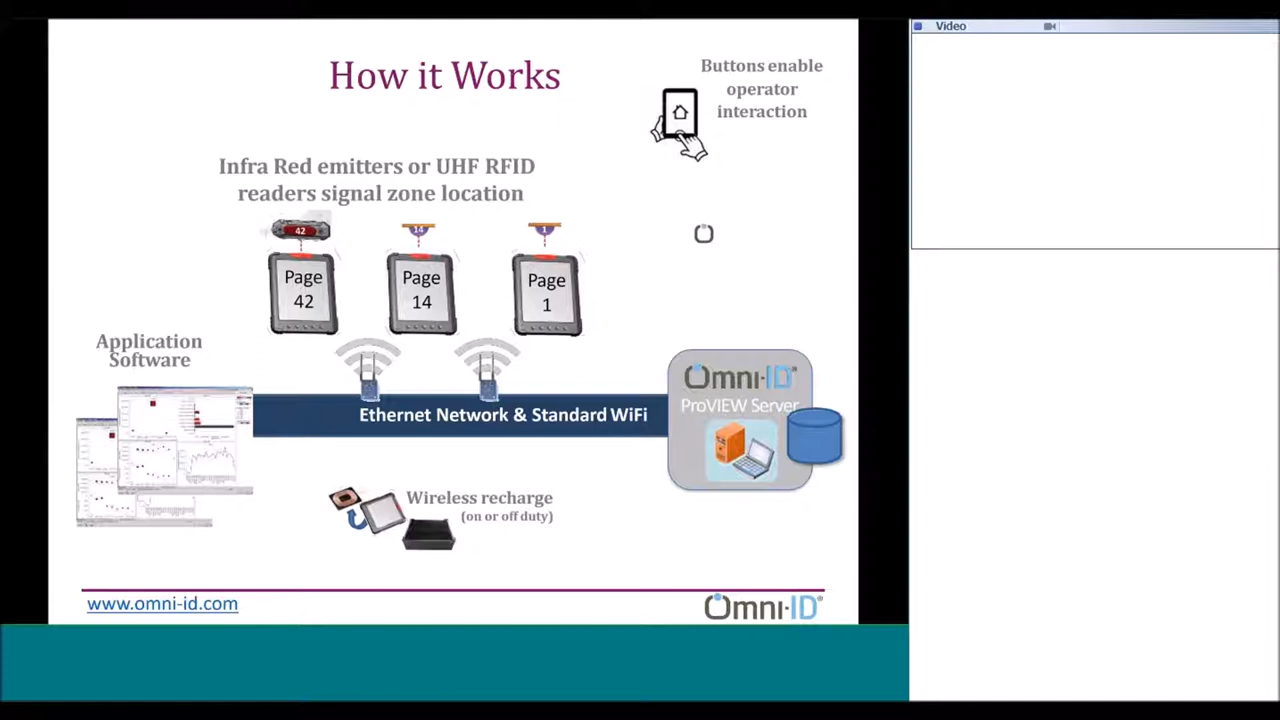 Video
How it Works
Buttons enable
operator
interaction
Infra Red emitters or UHF RFID
readers signal zone location
42
14
1
Page
42
Page
14
Page
1
Application
Software
Omni-ID®
ProVIEW Server
Ethernet Network & Standard WiFi
Wireless recharge
(on or off duty)
www.omni-id.com
Omni-ID®